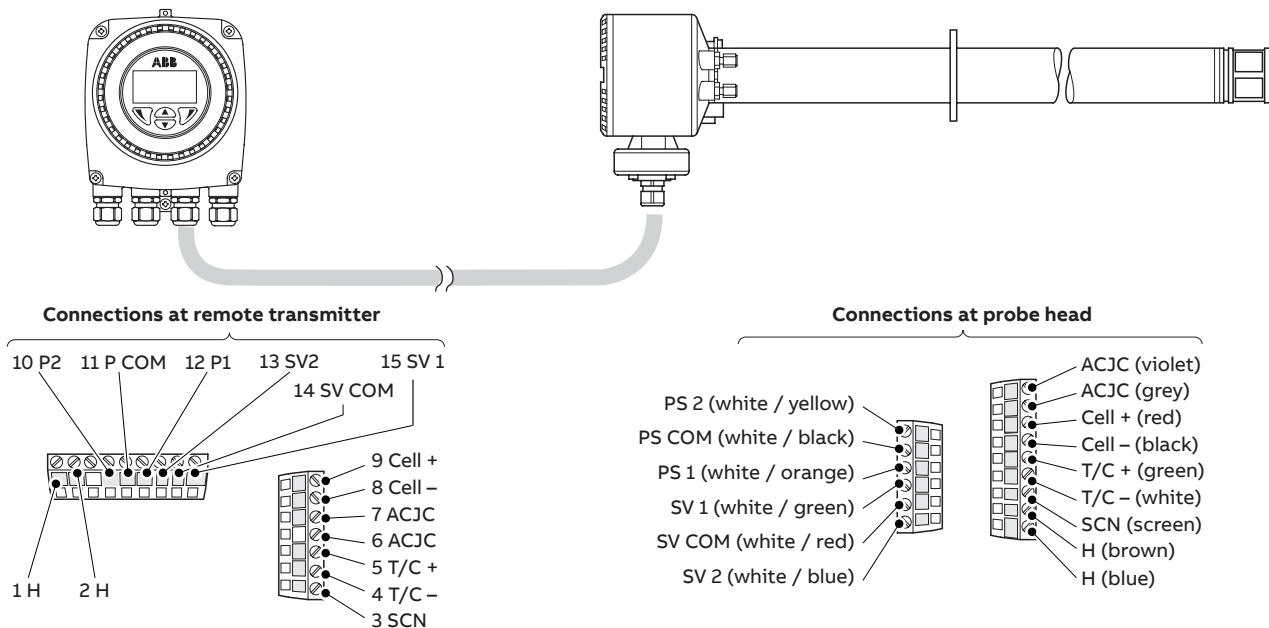 ABB
Connections at remote transmitter
10 P2 11 P COM 12 P1 13 SV2 15 SV 1
14 SV COM
1 H 2 H
9 Cell +
8 Cell –
7 ACJC
6 ACJC
5 T/C +
4 T/C –
3 SCN
Connections at probe head
PS 2 (white / yellow)
PS COM (white / black)
PS 1 (white / orange)
SV 1 (white / green)
SV COM (white / red)
SV 2 (white / blue)
ACJC (violet)
ACJC (grey)
Cell + (red)
Cell – (black)
T/C + (green)
T/C – (white)
SCN (screen)
H (brown)
H (blue)